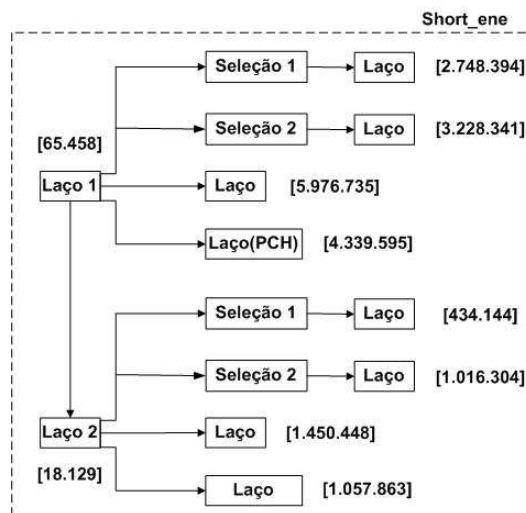 Short_ene
Seleção 1 Laço [2.748.394]
Seleção 2 Laço [3.228.341]
[65.458]
Laço 1 Laço [5.976.735]
Laço(PCH) [4.339.595]
Seleção 1 Laço [434.144]
Seleção 2 Laço [1.016.304]
Laço 2 Laço [1.450.448]
[18.129]
Laço [1.057.863]